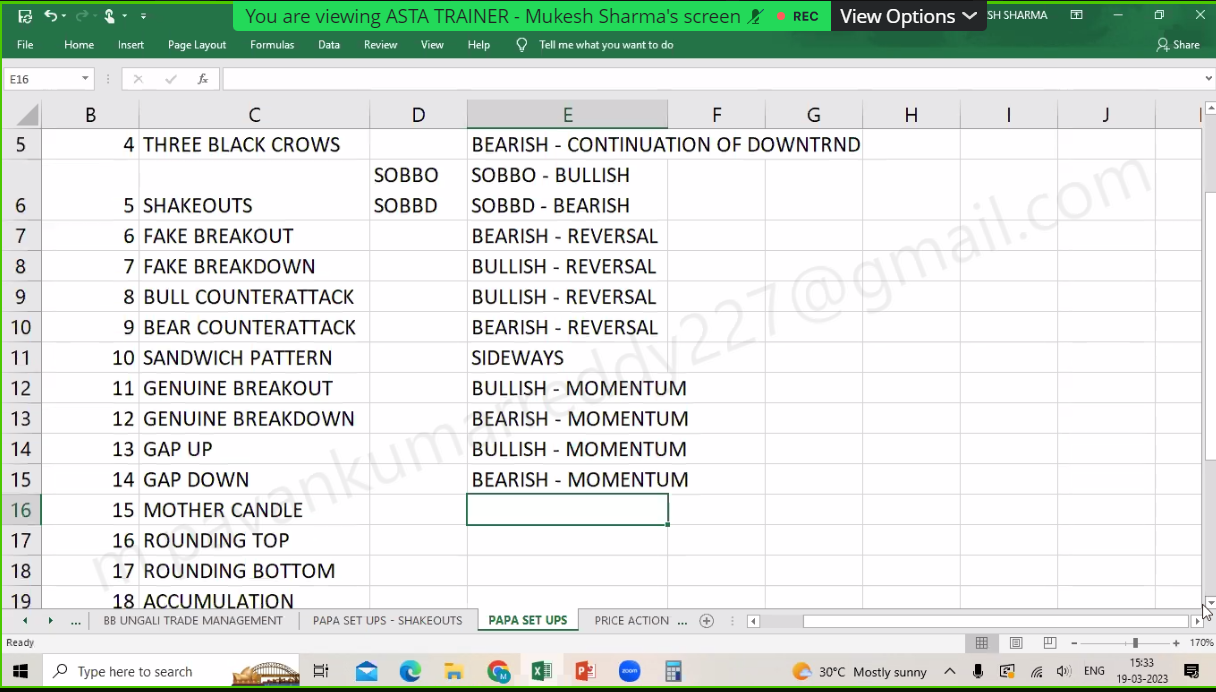 You are viewing ASTA TRAINER - Mukesh Sharma's screen REC View Options SH SHARMA
File Home Insert Page Layout Formulas Data Review View Help Tell me what you want to do Share
E16 fx
B C D E F G H I J
5 4 THREE BLACK CROWS BEARISH - CONTINUATION OF DOWNTRND
SOBBO SOBBO - BULLISH
6 5 SHAKEOUTS SOBBD SOBBD - BEARISH
7 6 FAKE BREAKOUT BEARISH - REVERSAL
8 7 FAKE BREAKDOWN BULLISH - REVERSAL
9 8 BULL COUNTERATTACK BULLISH - REVERSAL
10 9 BEAR COUNTERATTACK BEARISH - REVERSAL
11 10 SANDWICH PATTERN SIDEWAYS
12 11 GENUINE BREAKOUT BULLISH - MOMENTUM
13 12 GENUINE BREAKDOWN BEARISH - MOMENTUM
14 13 GAP UP BULLISH - MOMENTUM
15 14 GAP DOWN BEARISH - MOMENTUM
16 15 MOTHER CANDLE
17 16 ROUNDING TOP
18 17 ROUNDING BOTTOM
19 18 ACCUMULATION
m.pavankumarreddy227@gmail.com
... BB UNGALI TRADE MANAGEMENT PAPA SET UPS - SHAKEOUTS PAPA SET UPS PRICE ACTION ...
Ready 170%
Type here to search zoom 30°C Mostly sunny ENG 15:33
19-03-2023